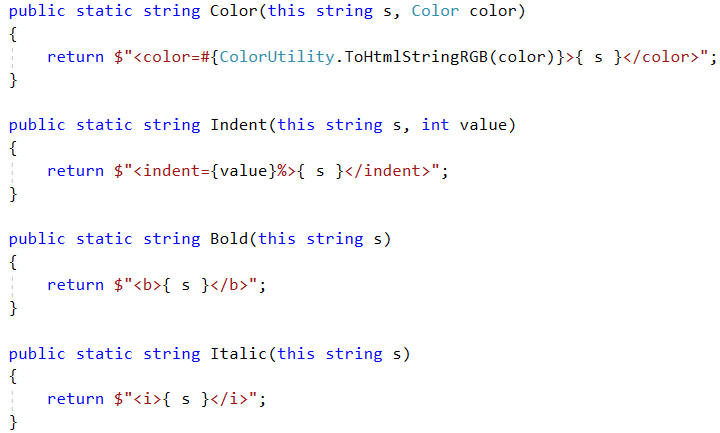 public static string Color(this string s, Color color)
{
    return $"<color=#{ColorUtility.ToHtmlStringRGB(color)}>{ s }</color>";
}

public static string Indent(this string s, int value)
{
    return $"<indent={value}%>{ s }</indent>";
}

public static string Bold(this string s)
{
    return $"<b>{ s }</b>";
}

public static string Italic(this string s)
{
    return $"<i>{ s }</i>";
}